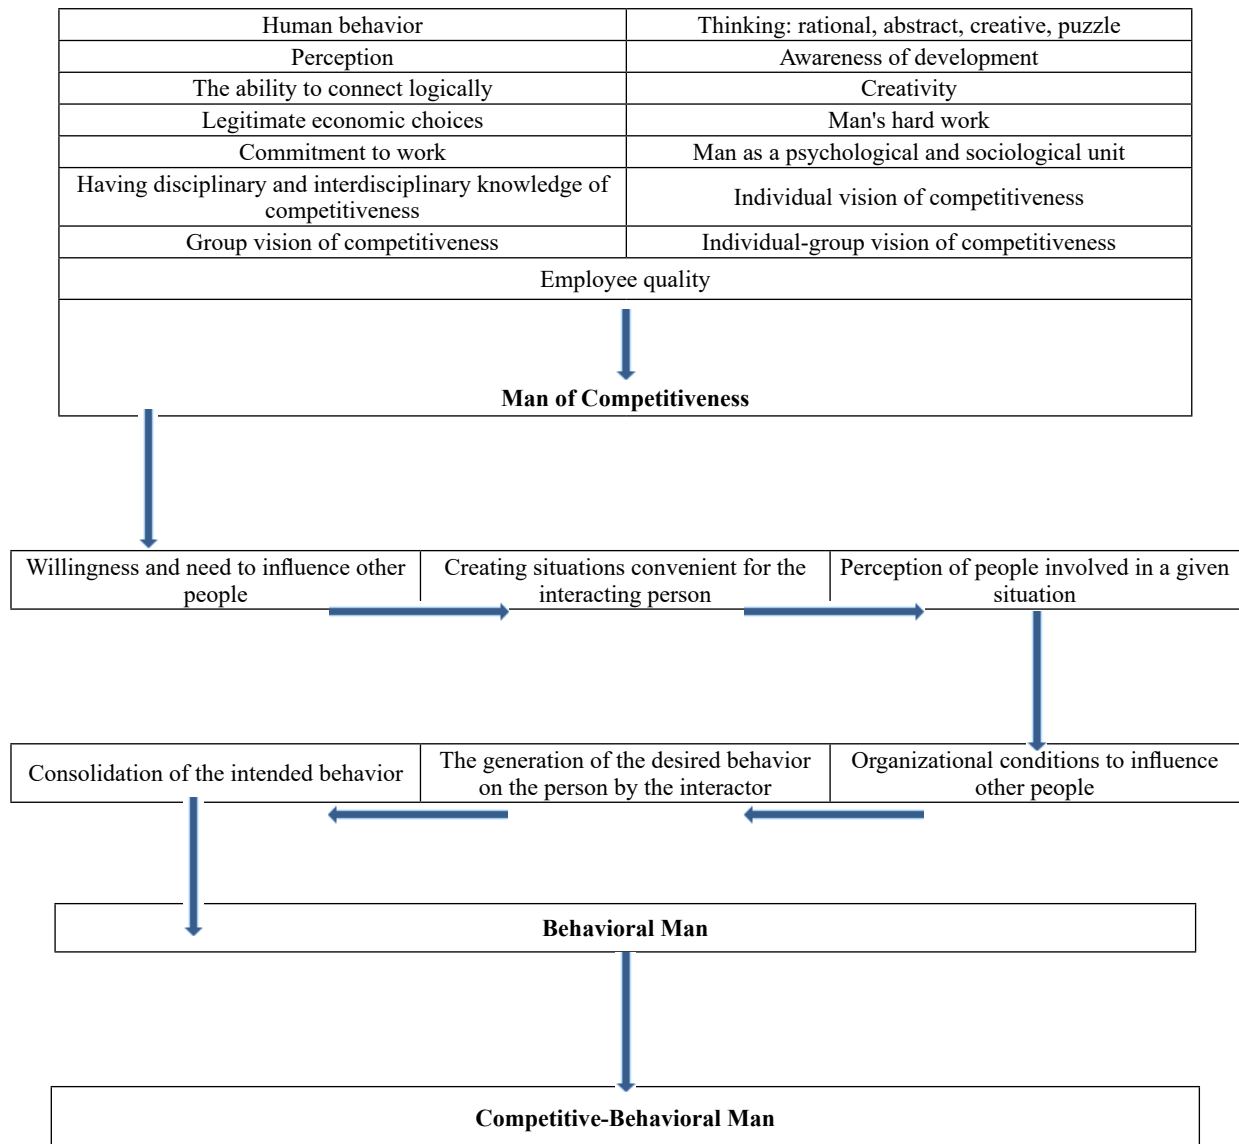 Human behavior
Thinking: rational, abstract, creative, puzzle
Perception
Awareness of development
The ability to connect logically
Creativity
Legitimate economic choices
Man's hard work
Commitment to work
Man as a psychological and sociological unit
Having disciplinary and interdisciplinary knowledge of
competitiveness
Individual vision of competitiveness
Group vision of competitiveness
Individual-group vision of competitiveness
Employee quality
Man of Competitiveness
Willingness and need to influence other
people
Creating situations convenient for the
interacting person
Perception of people involved in a given
situation
Consolidation of the intended behavior
The generation of the desired behavior
on the person by the interactor
Organizational conditions to influence
other people
Behavioral Man
Competitive-Behavioral Man